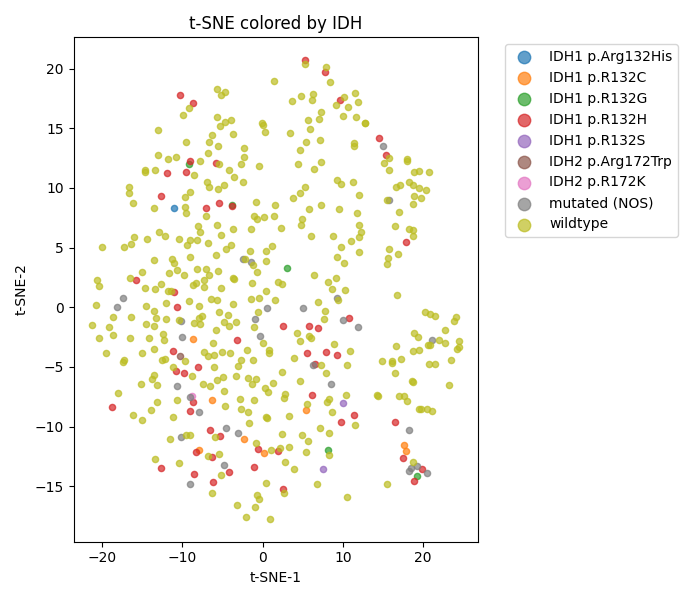 t-SNE colored by IDH
IDH1 p.Arg132His
IDH1 p.R132C
IDH1 p.R132G
IDH1 p.R132H
IDH1 p.R132S
IDH2 p.Arg172Trp
IDH2 p.R172K
mutated (NOS)
wildtype
20
15
10
5
0
−5
−10
−15
t-SNE-2
−20 −10 0 10 20
t-SNE-1